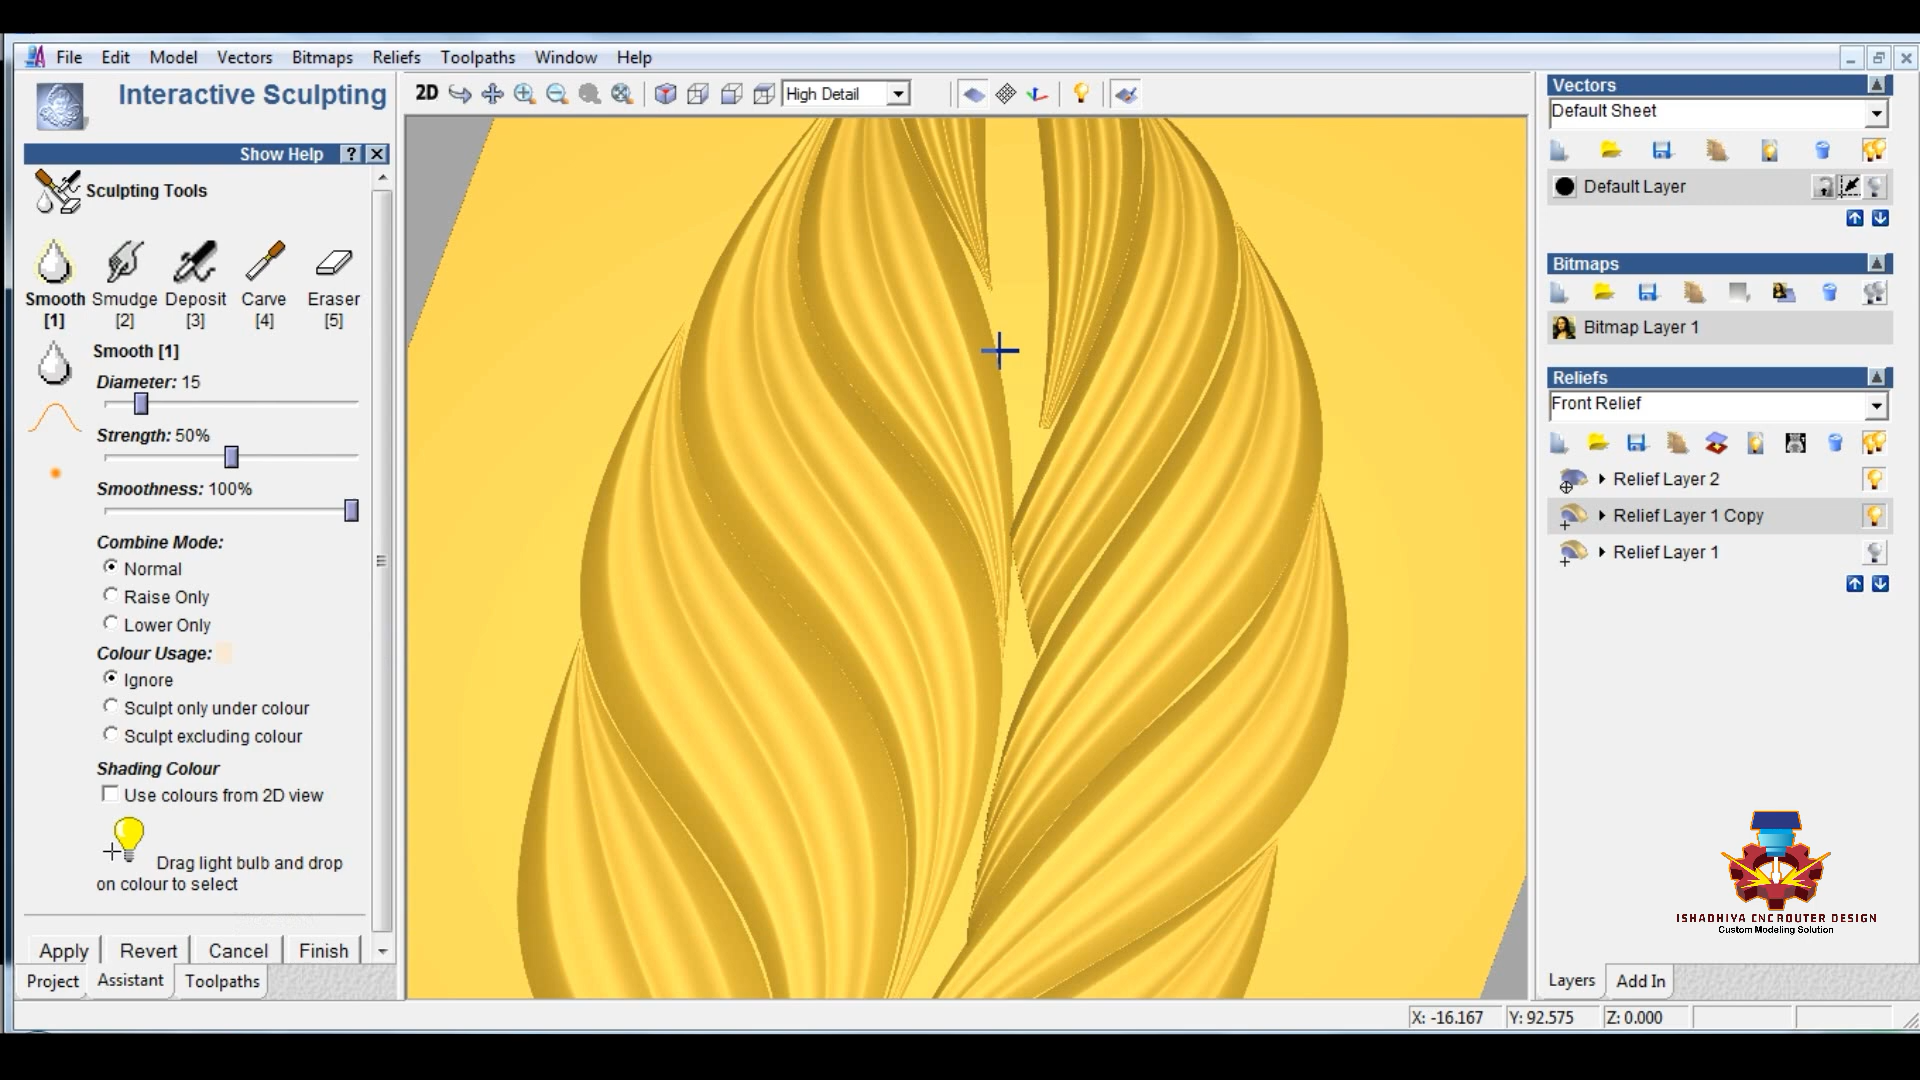 File Edit Model Vectors Bitmaps Reliefs Toolpaths Window Help
Interactive Sculpting
2D High Detail
Show Help ? X
Sculpting Tools
Smooth Smudge Deposit Carve Eraser
[1] [2] [3] [4] [5]
Smooth [1]
Diameter: 15
Strength: 50%
Smoothness: 100%
Combine Mode:
Normal
Raise Only
Lower Only
Colour Usage:
Ignore
Sculpt only under colour
Sculpt excluding colour
Shading Colour
Use colours from 2D view
Drag light bulb and drop
on colour to select
Apply Revert Cancel Finish
Project Assistant Toolpaths
Vectors
Default Sheet
Default Layer
Bitmaps
Bitmap Layer 1
Reliefs
Front Relief
Relief Layer 2
Relief Layer 1 Copy
Relief Layer 1
ISHADHIYA CNC ROUTER DESIGN
Custom Modeling Solution
Layers Add In
X: -16.167 Y: 92.575 Z: 0.000